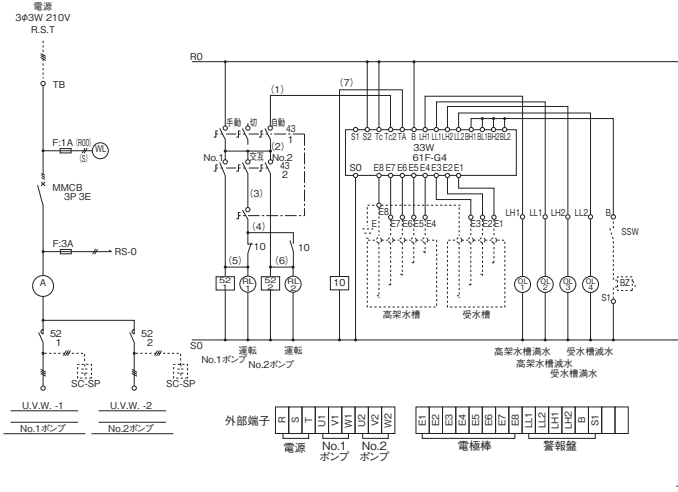 電源
3φ3W 210V
R.S.T
TB
F:1A (R00)
(S)
WL
MMCB
3P 3E
F:3A
RS-0
A
52
1
52
2
SC-SP
SC-SP
U.V.W. -1
U.V.W. -2
No.1ポンプ
No.2ポンプ
R0
(1)
(7)
手動
切
自動
43
1
(2)
No.1
交互
No.2
43
2
(3)
(4)
10
10
(5)
(6)
52
1
RL
1
52
2
RL
2
10
S1 S2 Tc Tc2 TA B LH1 LL1 LH2 LL2 BH1 BH2 BL1 BL2
33W
61F-G4
S0
E8 E7 E6 E5 E4 E3 E2 E1
E8
E
E7 E6 E5 E4
E3 E2 E1
高架水槽
受水槽
LH1 LL1 LH2 LL2 B
SSW
OL
1
OL
2
OL
3
OL
4
BZ
S1
S0
運転
運転
No.1ポンプ
No.2ポンプ
高架水槽満水
高架水槽減水
受水槽満水
受水槽減水
外部端子
R S T U1 V1 W1 U2 V2 W2
電源
No.1
ポンプ
No.2
ポンプ
E1 E2 E3 E4 E5 E6 E7 E8 LL1 LL2 LH1 LH2 B S1
電極棒
警報盤